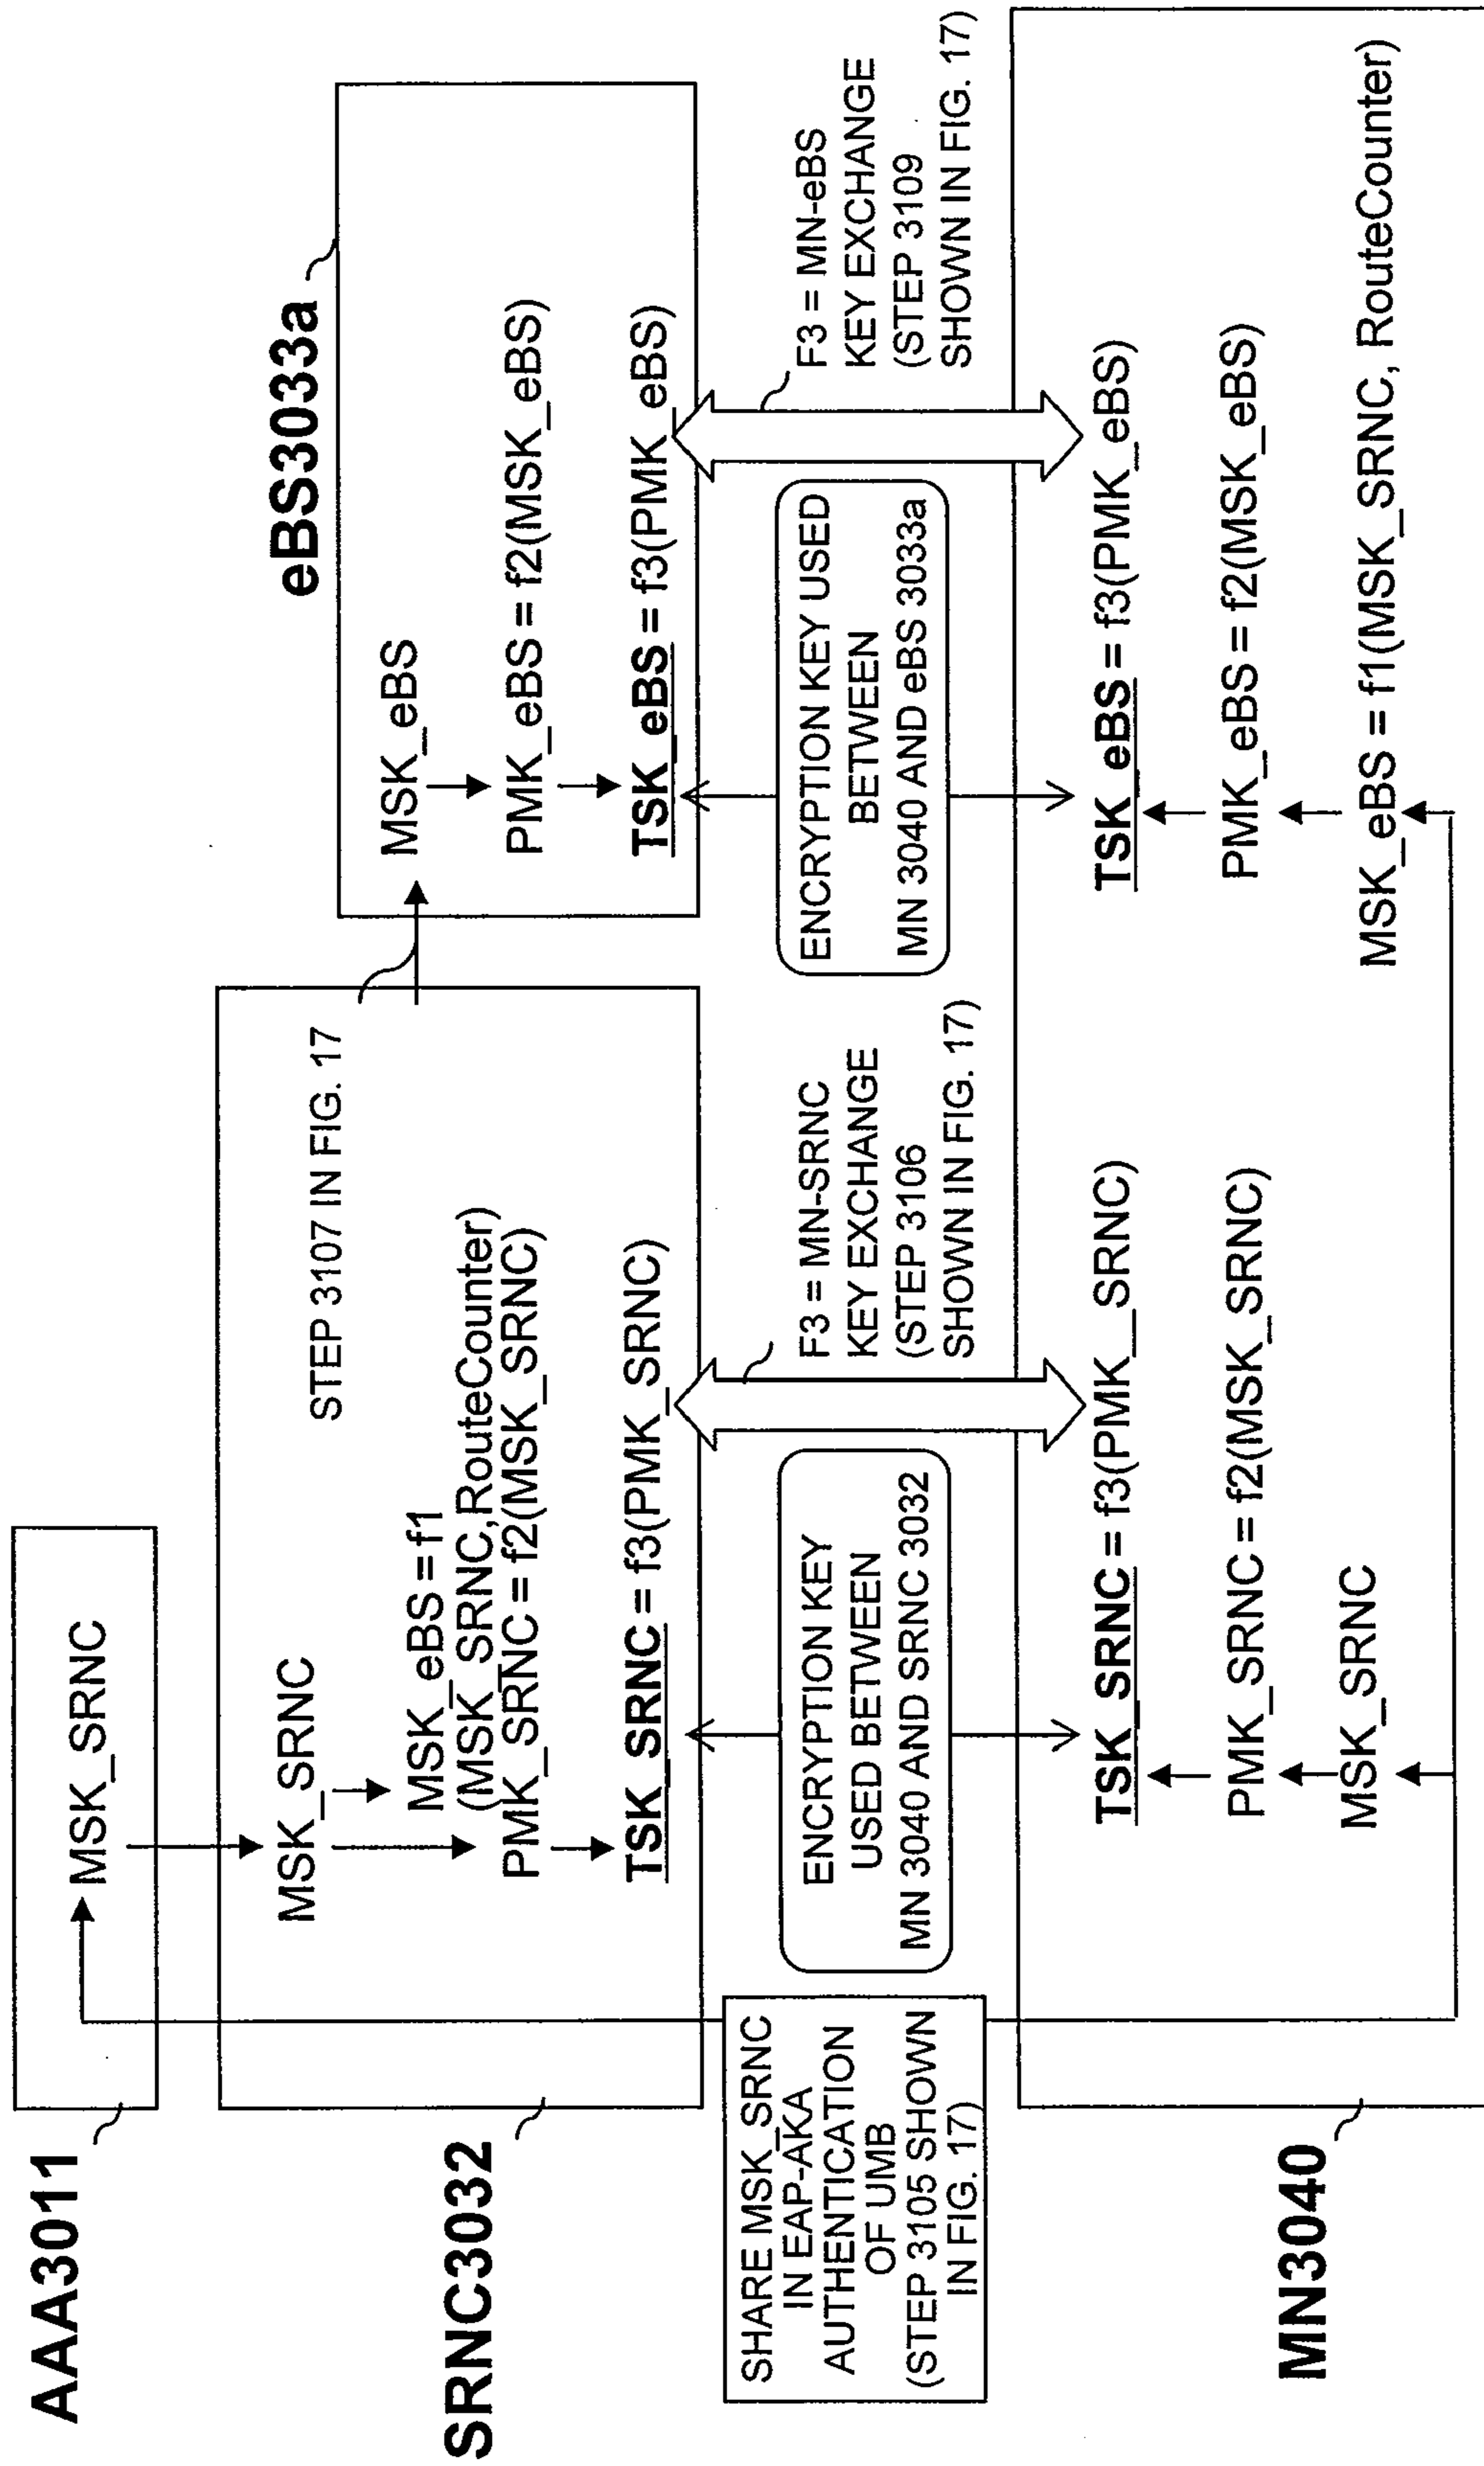 AAA3011
MSK_SRNC
SRNC3032
MSK_SRNC
MSK_eBS = f1
(MSK_SRNC,RouteCounter)
PMK_SRNC = f2(MSK_SRNC)
TSK_SRNC = f3(PMK_SRNC)
STEP 3107 IN FIG. 17
eBS3033a
MSK_eBS
PMK_eBS = f2(MSK_eBS)
TSK_eBS = f3(PMK_eBS)
SHARE MSK_SRNC
IN EAP-AKA
AUTHENTICATION
OF UMB
(STEP 3105 SHOWN
IN FIG. 17)
ENCRYPTION KEY
USED BETWEEN
MN 3040 AND SRNC 3032
F3 = MN-SRNC
KEY EXCHANGE
(STEP 3106
SHOWN IN FIG. 17)
ENCRYPTION KEY USED
BETWEEN
MN 3040 AND eBS 3033a
F3 = MN-eBS
KEY EXCHANGE
(STEP 3109
SHOWN IN FIG. 17)
MN3040
TSK_SRNC = f3(PMK_SRNC)
PMK_SRNC = f2(MSK_SRNC)
MSK_SRNC
TSK_eBS = f3(PMK_eBS)
PMK_eBS = f2(MSK_eBS)
MSK_eBS = f1(MSK_SRNC, RouteCounter)